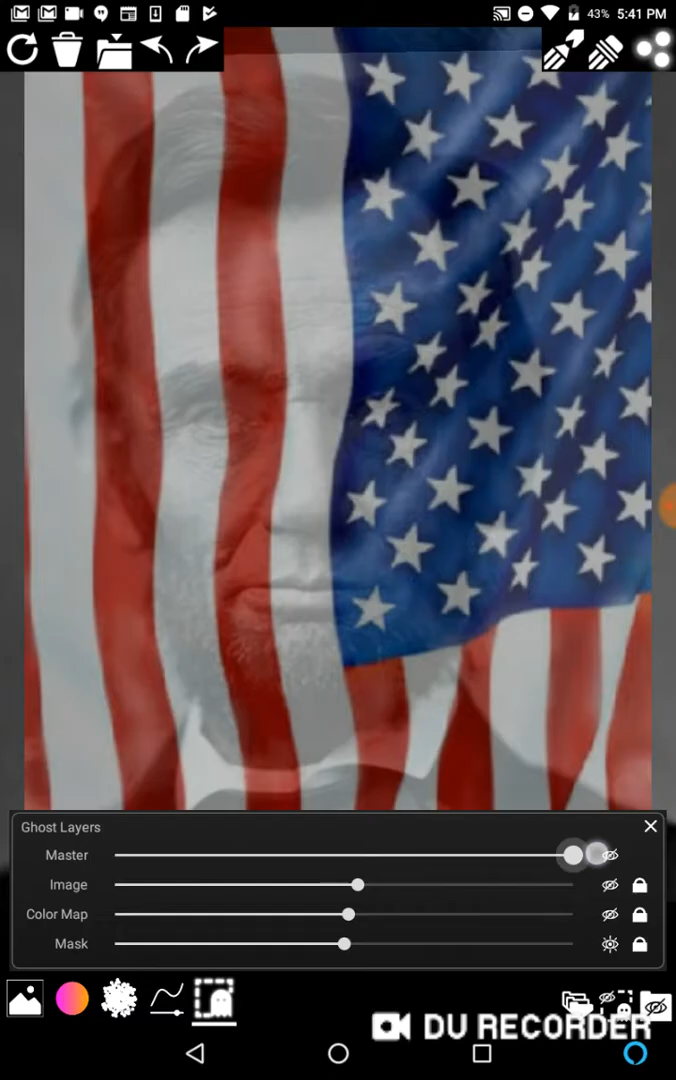 43% 5:41 PM
Ghost Layers
Master
Image
Color Map
Mask
DU RECORDER